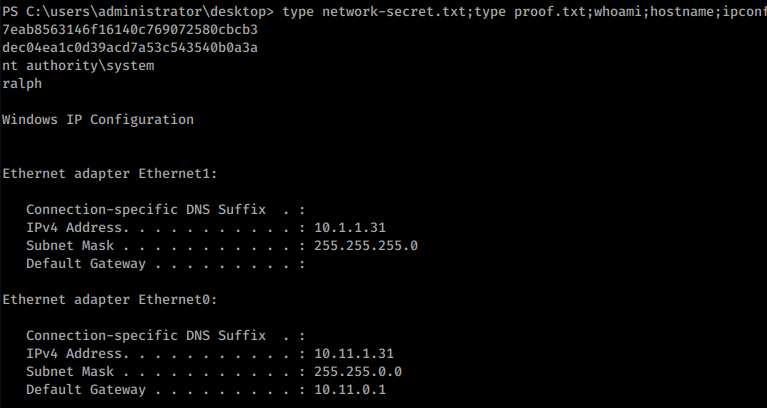 PS C:\users\administrator\desktop> type network-secret.txt;type proof.txt;whoami;hostname;ipconf
7eab8563146f16140c769072580cbcb3
dec04ea1c0d39acd7a53c543540b0a3a
nt authority\system
ralph
Windows IP Configuration
Ethernet adapter Ethernet1:
Connection-specific DNS Suffix  . :
IPv4 Address. . . . . . . . . . . : 10.1.1.31
Subnet Mask . . . . . . . . . . . : 255.255.255.0
Default Gateway . . . . . . . . . :
Ethernet adapter Ethernet0:
Connection-specific DNS Suffix  . :
IPv4 Address. . . . . . . . . . . : 10.11.1.31
Subnet Mask . . . . . . . . . . . : 255.255.0.0
Default Gateway . . . . . . . . . : 10.11.0.1